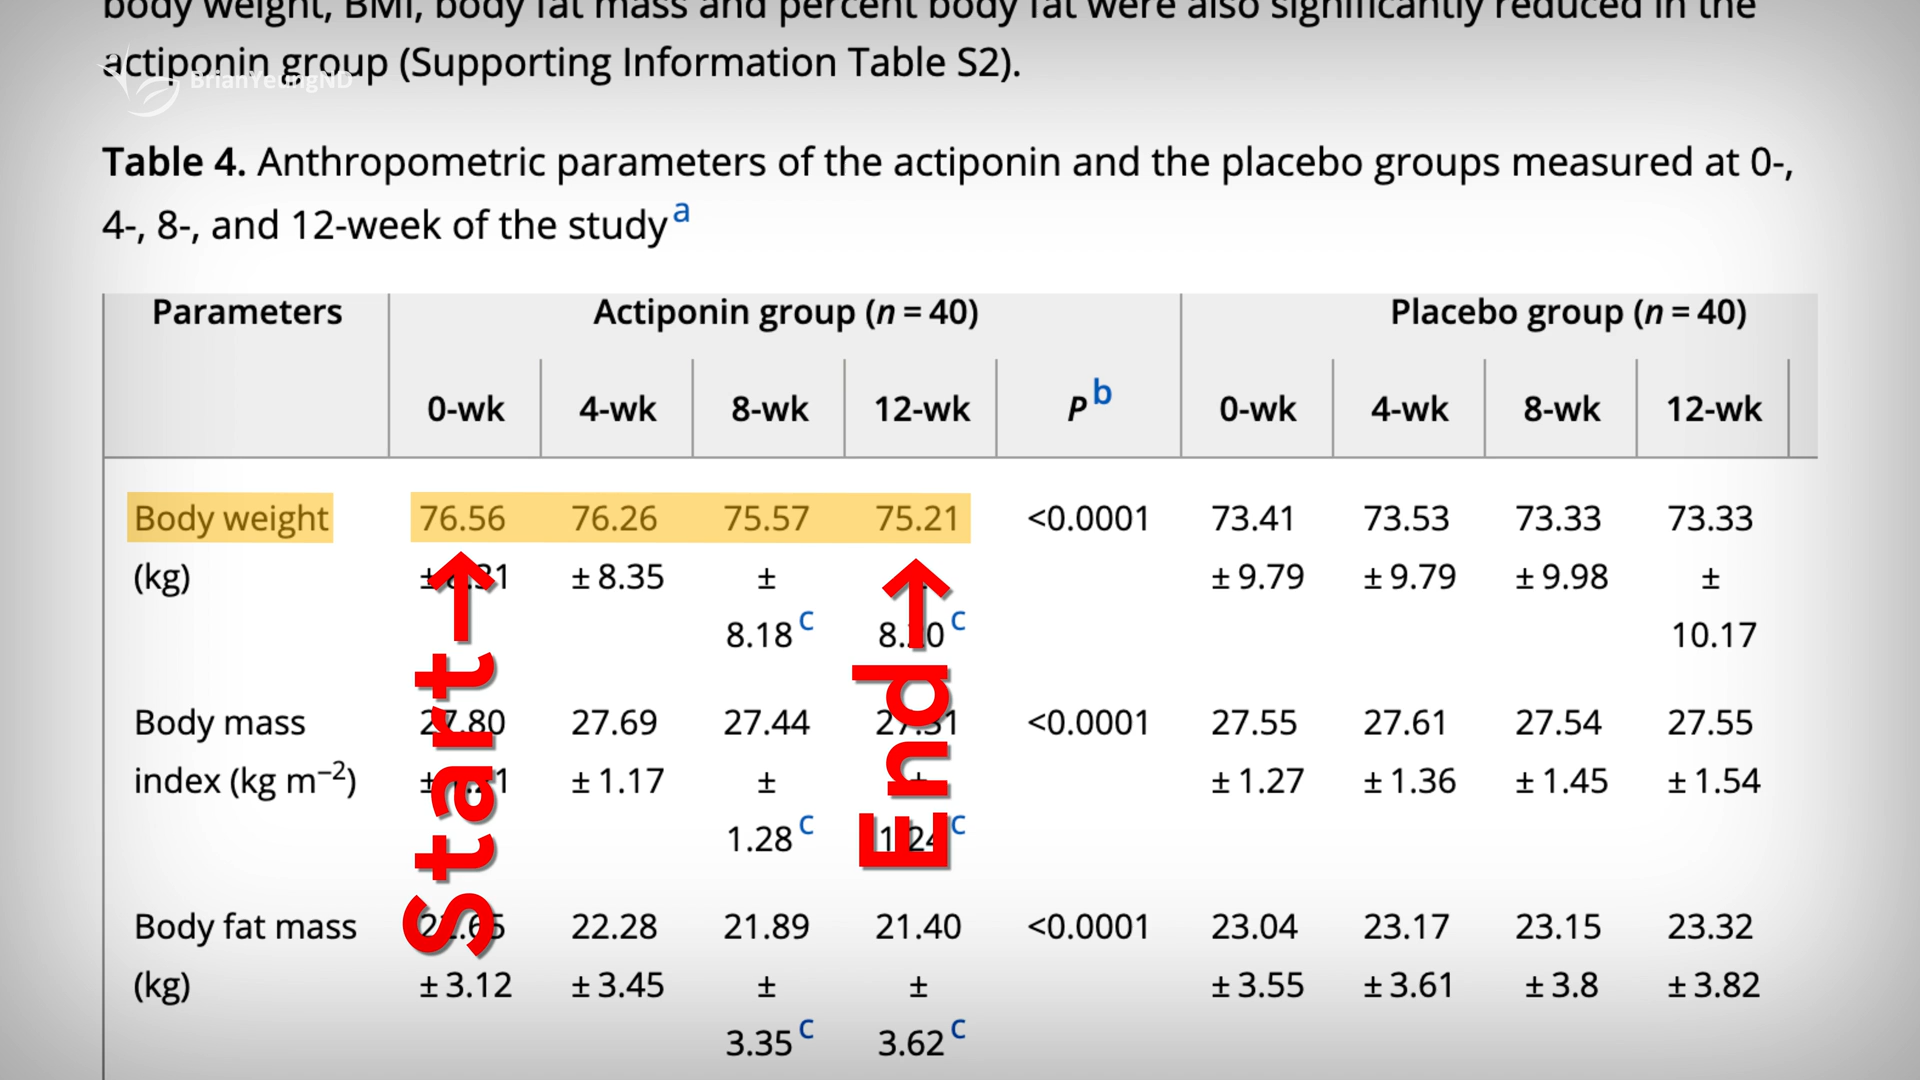 body weight, BMI, body fat mass and percent body fat were also significantly reduced in the
actiponin group (Supporting Information Table S2).
BrianYeungND
Table 4. Anthropometric parameters of the actiponin and the placebo groups measured at 0-,
4-, 8-, and 12-week of the study a
Parameters Actiponin group (n = 40) Placebo group (n = 40)
0-wk 4-wk 8-wk 12-wk P b 0-wk 4-wk 8-wk 12-wk
Body weight 76.56 76.26 75.57 75.21 <0.0001 73.41 73.53 73.33 73.33
(kg) ± 8.35 ± ± 9.79 ± 9.79 ± 9.98 ±
8.18 c c 10.17
Body mass 27.80 27.69 27.44 <0.0001 27.55 27.61 27.54 27.55
index (kg m−2) ± 1.17 ± ± ± 1.27 ± 1.36 ± 1.45 ± 1.54
1.28 c 1.24 c
Body fat mass 22.28 21.89 21.40 <0.0001 23.04 23.17 23.15 23.32
(kg) ± 3.12 ± 3.45 ± ± ± 3.55 ± 3.61 ± 3.8 ± 3.82
3.35 c 3.62 c
Start
End